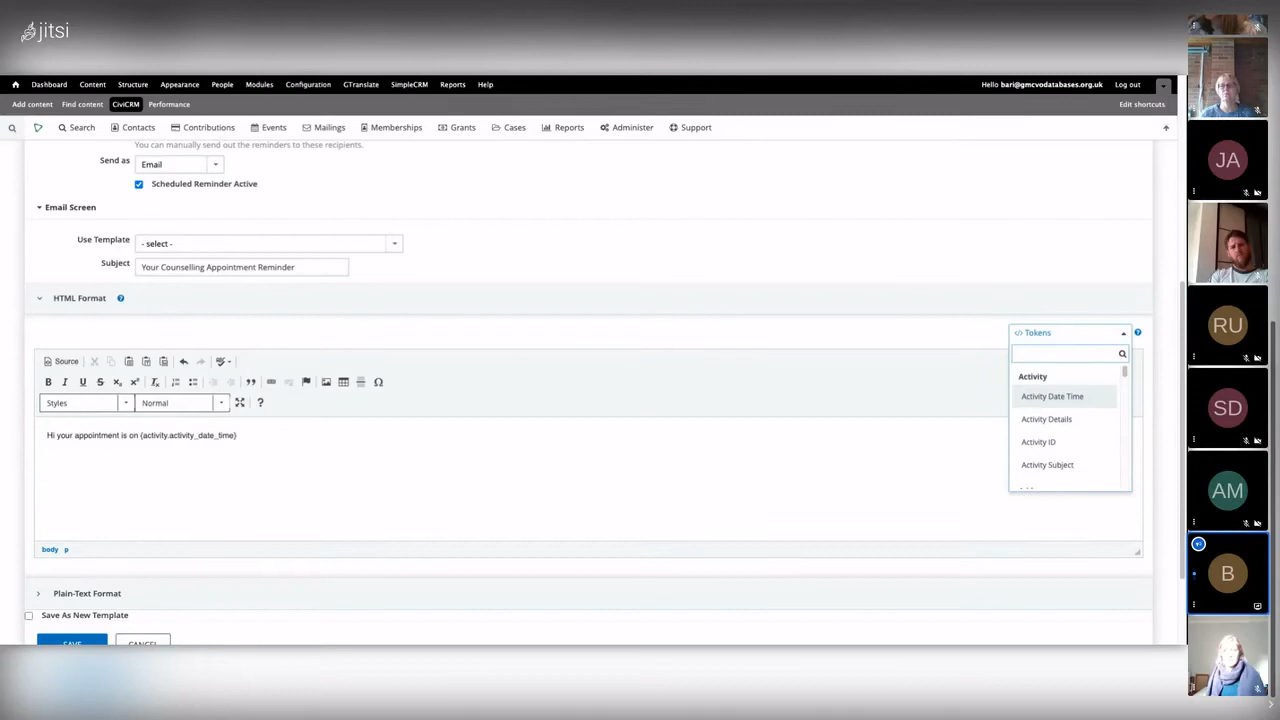 jitsi
Dashboard Content Structure Appearance People Modules Configuration GTranslate SimpleCRM Reports Help
Hello bari@gmcvodatabases.org.uk Log out
Add content Find content CiviCRM Performance
Edit shortcuts
Search Contacts Contributions Events Mailings Memberships Grants Cases Reports Administer Support
You can manually send out the reminders to these recipients.
Send as Email
Scheduled Reminder Active
Email Screen
Use Template - select -
Subject Your Counselling Appointment Reminder
HTML Format ?
</> Tokens ?
Activity
Activity Date Time
Activity Details
Activity ID
Activity Subject
Source
B I U S x₂ x² Tx
Styles Normal ?
Hi your appointment is on {activity.activity_date_time}
body p
Plain-Text Format
Save As New Template
SAVE CANCEL
JA
RU
SD
AM
B